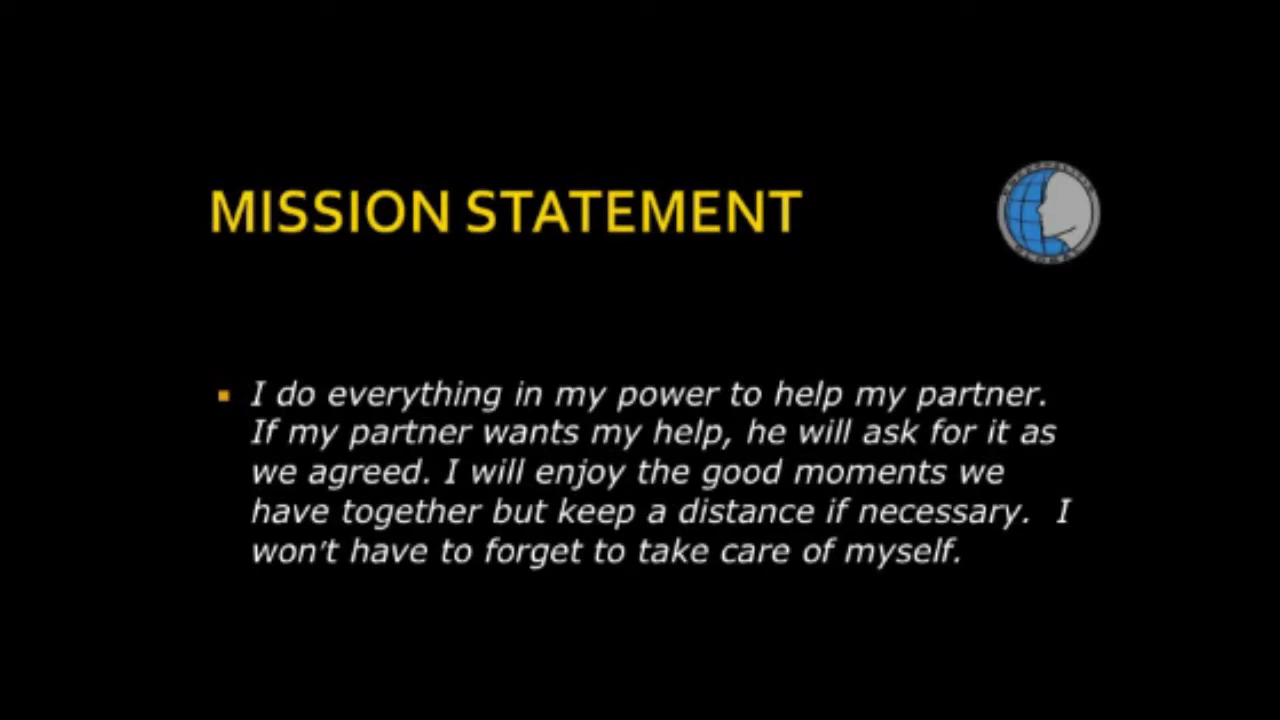 MISSION STATEMENT
I do everything in my power to help my partner.
If my partner wants my help, he will ask for it as
we agreed. I will enjoy the good moments we
have together but keep a distance if necessary.  I
won't have to forget to take care of myself.